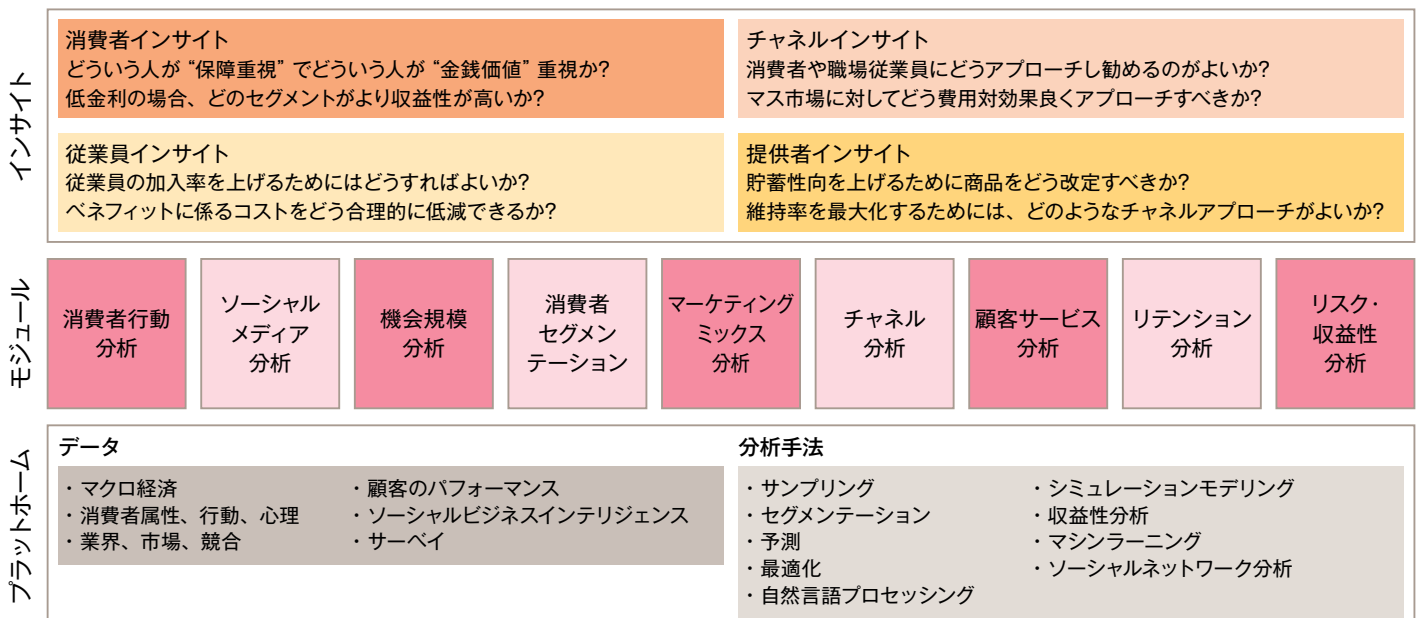 インサイト
消費者インサイト
どういう人が “保障重視” でどういう人が “金銭価値” 重視か？
低金利の場合、どのセグメントがより収益性が高いか？
チャネルインサイト
消費者や職場従業員にどうアプローチし勧めるのがよいか？
マス市場に対してどう費用対効果良くアプローチすべきか？
従業員インサイト
従業員の加入率を上げるためにはどうすればよいか？
ベネフィットに係るコストをどう合理的に低減できるか？
提供者インサイト
貯蓄性向を上げるために商品をどう改定すべきか？
維持率を最大化するためには、どのようなチャネルアプローチがよいか？
モジュール
消費者行動
分析
ソーシャル
メディア
分析
機会規模
分析
消費者
セグメン
テーション
マーケティング
ミックス
分析
チャネル
分析
顧客サービス
分析
リテンション
分析
リスク・
収益性
分析
プラットホーム
データ
・マクロ経済
・消費者属性、行動、心理
・業界、市場、競合
・顧客のパフォーマンス
・ソーシャルビジネスインテリジェンス
・サーベイ
分析手法
・サンプリング
・セグメンテーション
・予測
・最適化
・自然言語プロセッシング
・シミュレーションモデリング
・収益性分析
・マシンラーニング
・ソーシャルネットワーク分析